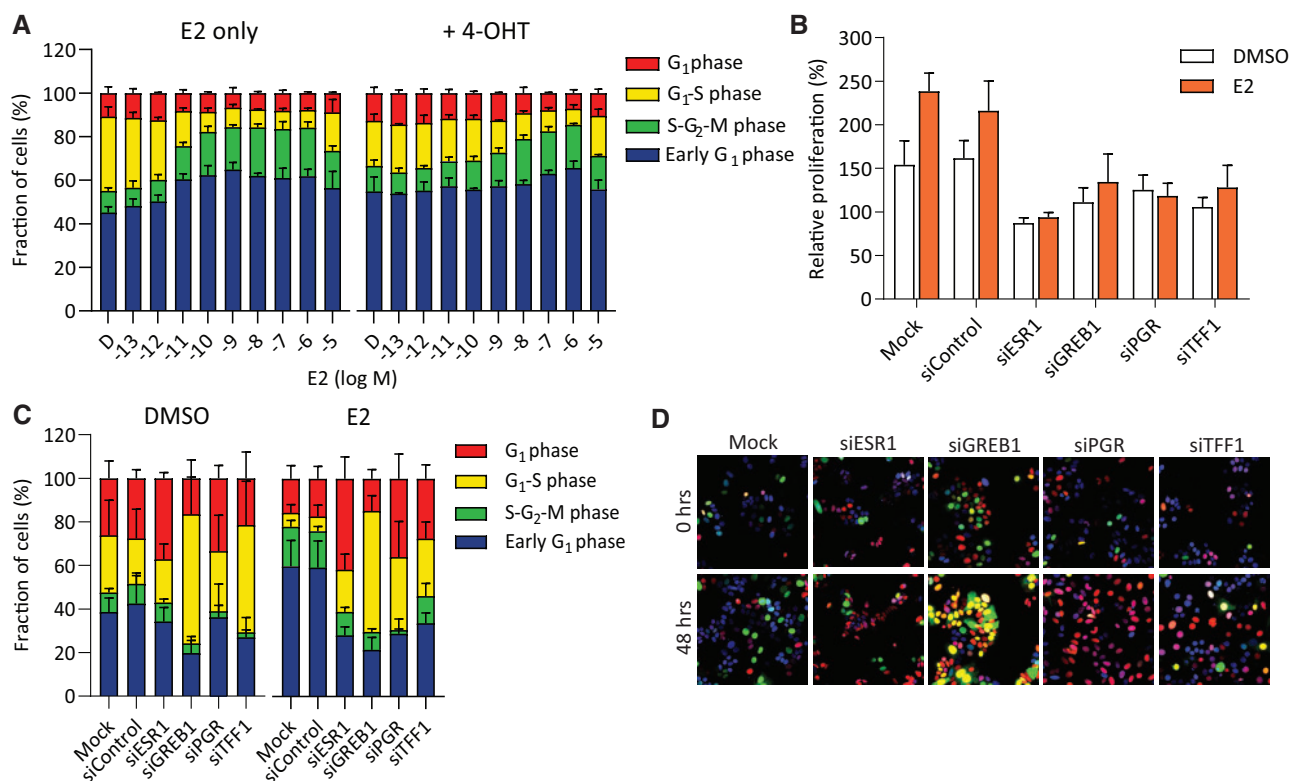 A
E2 only
+ 4-OHT
Fraction of cells (%)
120
100
80
60
40
20
0
D
-13
-12
-11
-10
-9
-8
-7
-6
-5
D
-13
-12
-11
-10
-9
-8
-7
-6
-5
E2 (log M)
G₁phase
G₁-S phase
S-G₂-M phase
Early G₁ phase
B
Relative proliferation (%)
300
250
200
150
100
50
0
DMSO
E2
Mock
siControl
siESR1
siGREB1
siPGR
siTFF1
C
DMSO
E2
Fraction of cells (%)
120
100
80
60
40
20
0
Mock
siControl
siESR1
siGREB1
siPGR
siTFF1
Mock
siControl
siESR1
siGREB1
siPGR
siTFF1
G₁ phase
G₁-S phase
S-G₂-M phase
Early G₁ phase
D
Mock
siESR1
siGREB1
siPGR
siTFF1
0 hrs
48 hrs